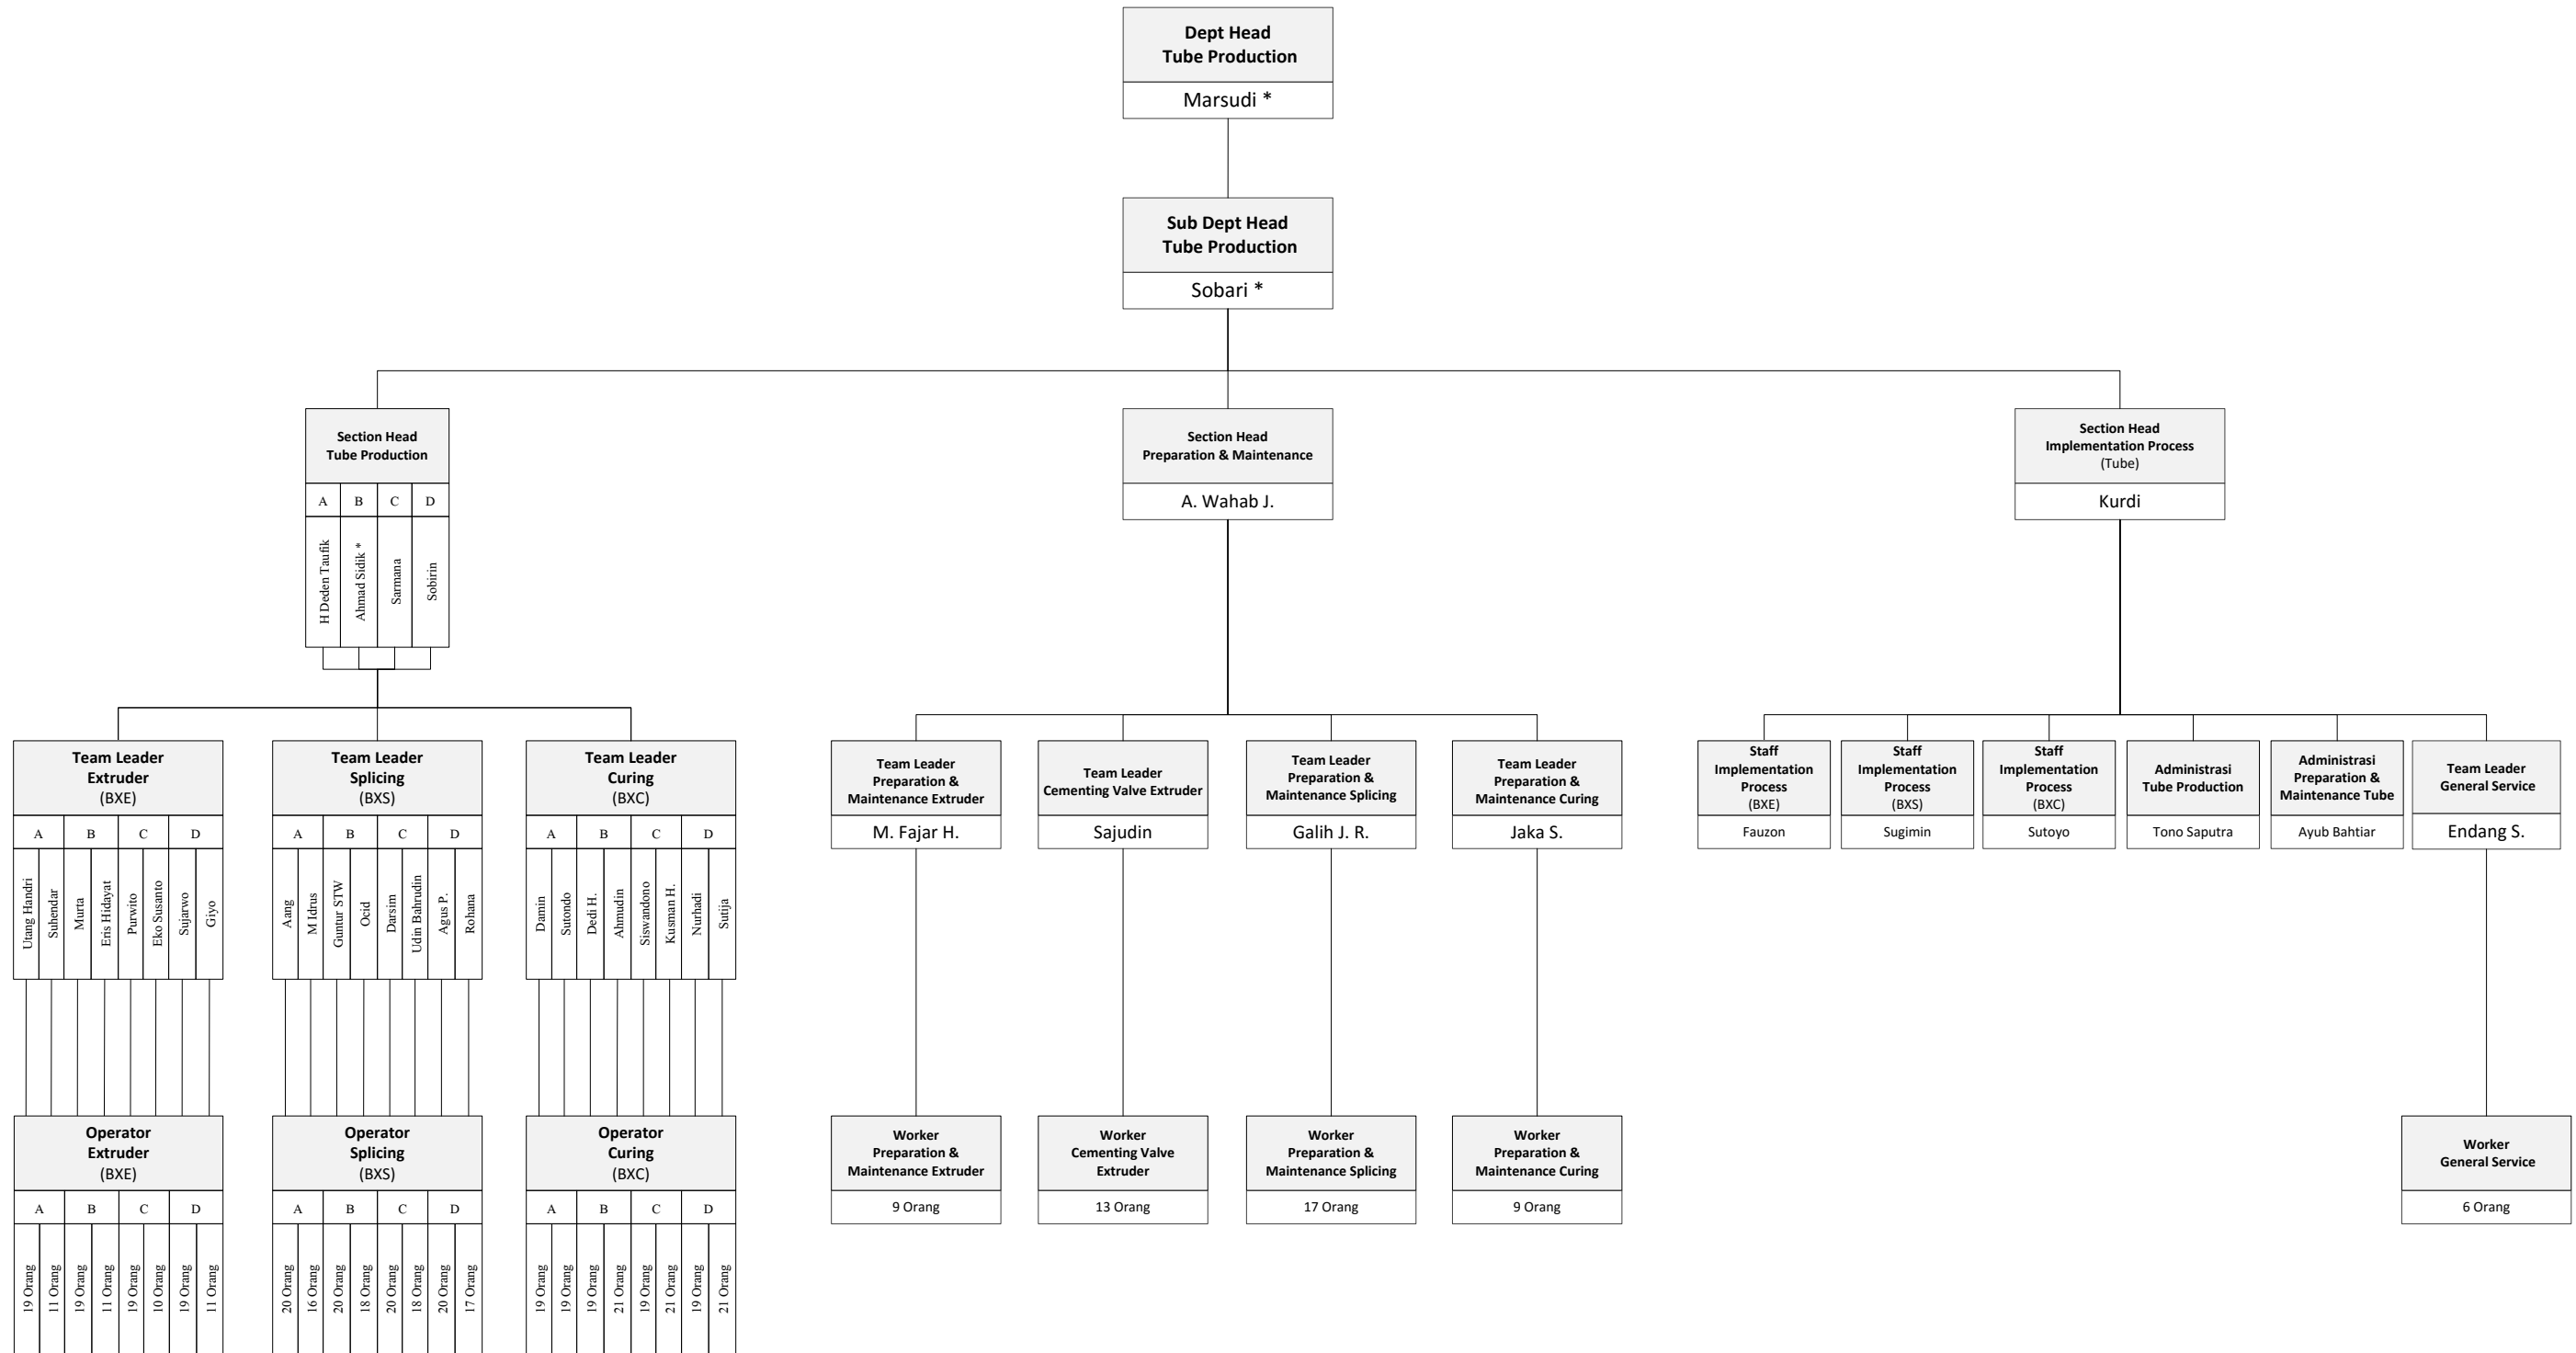 Dept Head
Tube Production
Marsudi *
Sub Dept Head
Tube Production
Sobari *
Section Head
Tube Production
A
B
C
D
H Deden Taufik
Ahmad Sidik *
Sarmana
Sobirin
Section Head
Preparation & Maintenance
A. Wahab J.
Section Head
Implementation Process
(Tube)
Kurdi
Team Leader
Extruder
(BXE)
A
B
C
D
Utang Handri
Suhendar
Murta
Eris Hidayat
Purwito
Eko Susanto
Sujarwo
Giyo
Team Leader
Splicing
(BXS)
A
B
C
D
Aang
M Idrus
Guntur STW
Ocid
Darsim
Udin Bahrudin
Agus P.
Rohana
Team Leader
Curing
(BXC)
A
B
C
D
Damin
Sutondo
Dedi H.
Ahmudin
Siswandono
Kusman H.
Nurhadi
Sutija
Team Leader
Preparation &
Maintenance Extruder
M. Fajar H.
Team Leader
Cementing Valve Extruder
Sajudin
Team Leader
Preparation &
Maintenance Splicing
Galih J. R.
Team Leader
Preparation &
Maintenance Curing
Jaka S.
Staff
Implementation
Process
(BXE)
Fauzon
Staff
Implementation
Process
(BXS)
Sugimin
Staff
Implementation
Process
(BXC)
Sutoyo
Administrasi
Tube Production
Tono Saputra
Administrasi
Preparation &
Maintenance Tube
Ayub Bahtiar
Team Leader
General Service
Endang S.
Operator
Extruder
(BXE)
A
B
C
D
19 Orang
11 Orang
19 Orang
11 Orang
19 Orang
10 Orang
19 Orang
11 Orang
Operator
Splicing
(BXS)
A
B
C
D
20 Orang
16 Orang
20 Orang
18 Orang
20 Orang
18 Orang
20 Orang
17 Orang
Operator
Curing
(BXC)
A
B
C
D
19 Orang
19 Orang
19 Orang
21 Orang
19 Orang
21 Orang
19 Orang
21 Orang
Worker
Preparation &
Maintenance Extruder
9 Orang
Worker
Cementing Valve
Extruder
13 Orang
Worker
Preparation &
Maintenance Splicing
17 Orang
Worker
Preparation &
Maintenance Curing
9 Orang
Worker
General Service
6 Orang